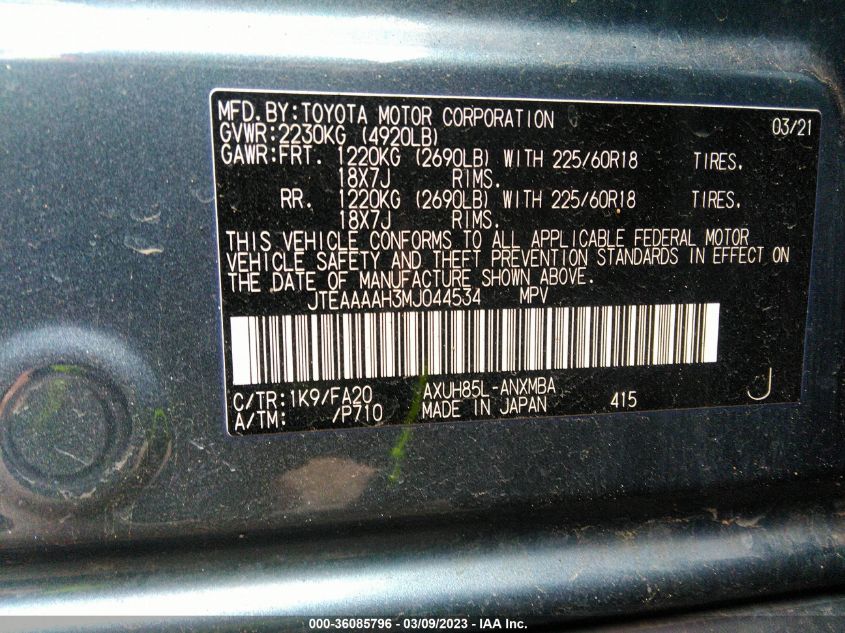 MFD.BY:TOYOTA MOTOR CORPORATION 03/21
GVWR:2230KG (4920LB)
GAWR:FRT. 1220KG (2690LB) WITH 225/60R18 TIRES.
18X7J RIMS.
RR. 1220KG (2690LB) WITH 225/60R18 TIRES.
18X7J RIMS.
THIS VEHICLE CONFORMS TO ALL APPLICABLE FEDERAL MOTOR
VEHICLE SAFETY AND THEFT PREVENTION STANDARDS IN EFFECT ON
THE DATE OF MANUFACTURE SHOWN ABOVE.
JTEAAAAH3MJ044534 MPV
C/TR:1K9/FA20 AXUH85L-ANXMBA J
A/TM: /P710 MADE IN JAPAN 415
000-36085796 - 03/09/2023 - IAA Inc.